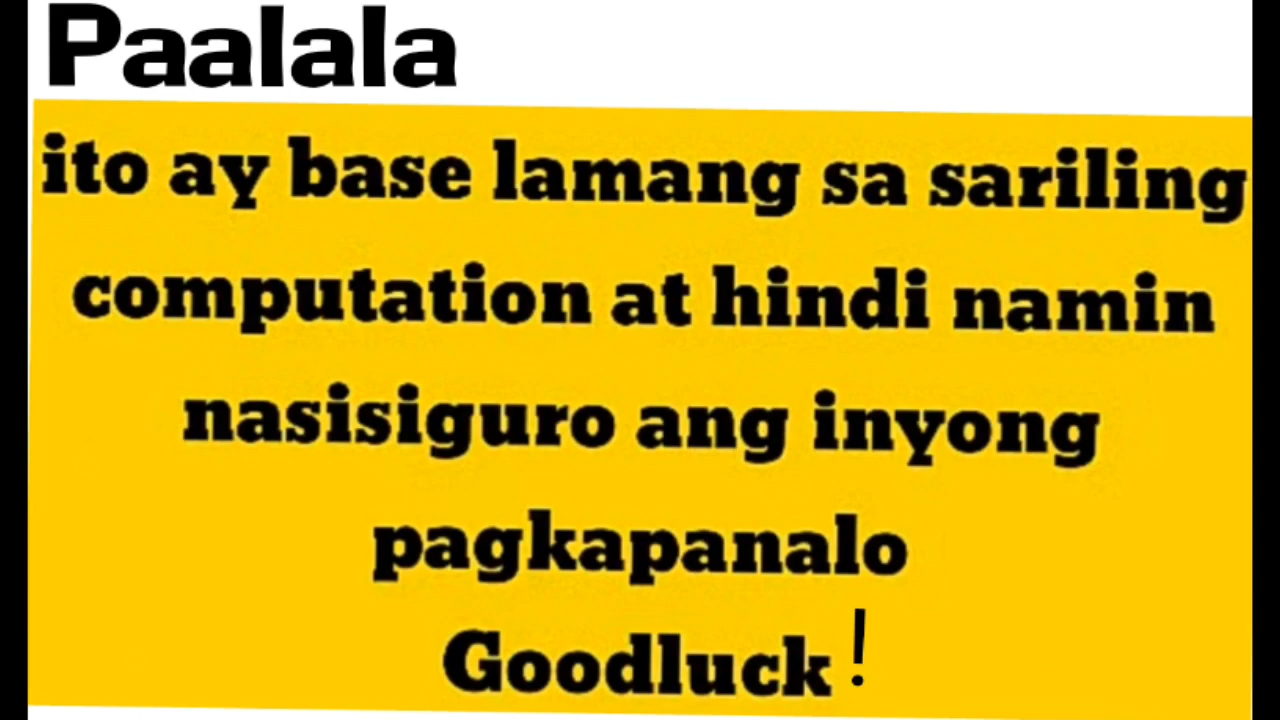 Paalala
ito ay base lamang sa sariling
computation at hindi namin
nasisiguro ang inyong
pagkapanalo
Goodluck!